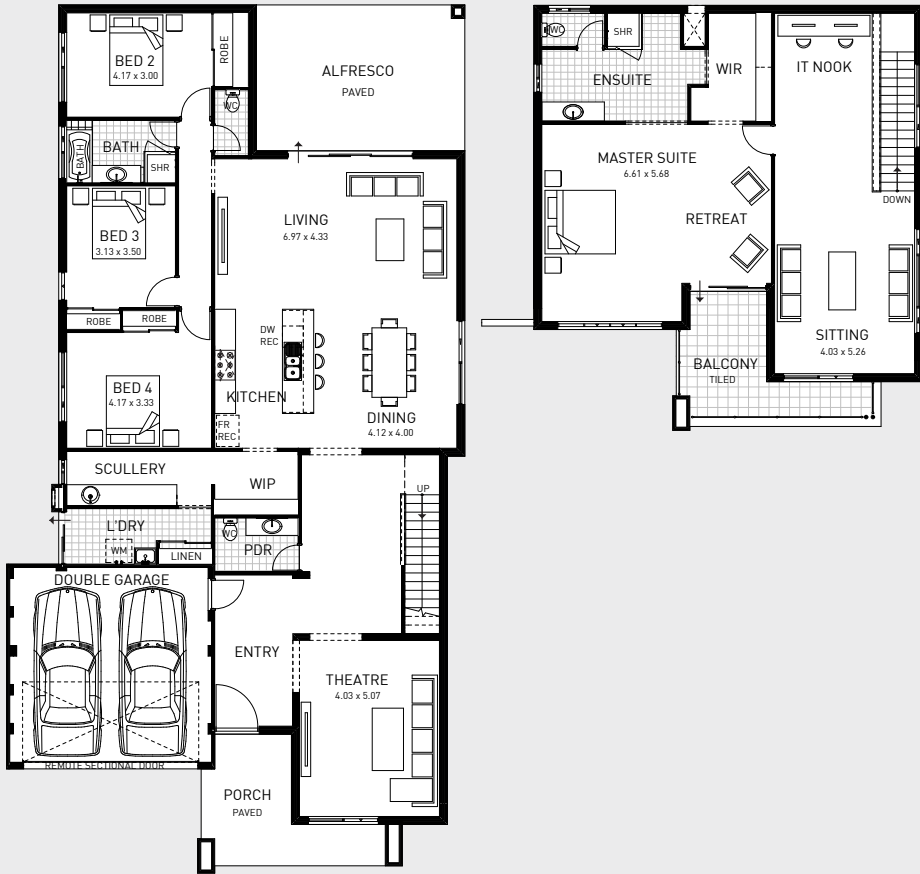 BED 2
4.17 x 3.00
ROBE
ALFRESCO
PAVED
WC
BATH
BATH
SHR
BED 3
3.13 x 3.50
LIVING
6.97 x 4.33
ROBE
ROBE
DW
REC
BED 4
4.17 x 3.33
KITCHEN
FR
REC
DINING
4.12 x 4.00
SCULLERY
WIP
UP
L'DRY
WM
LINEN
WC
PDR
DOUBLE GARAGE
ENTRY
THEATRE
4.03 x 5.07
REMOTE SECTIONAL DOOR
PORCH
PAVED
WC
SHR
ENSUITE
WIR
IT NOOK
MASTER SUITE
6.61 x 5.68
RETREAT
DOWN
SITTING
4.03 x 5.26
BALCONY
TILED